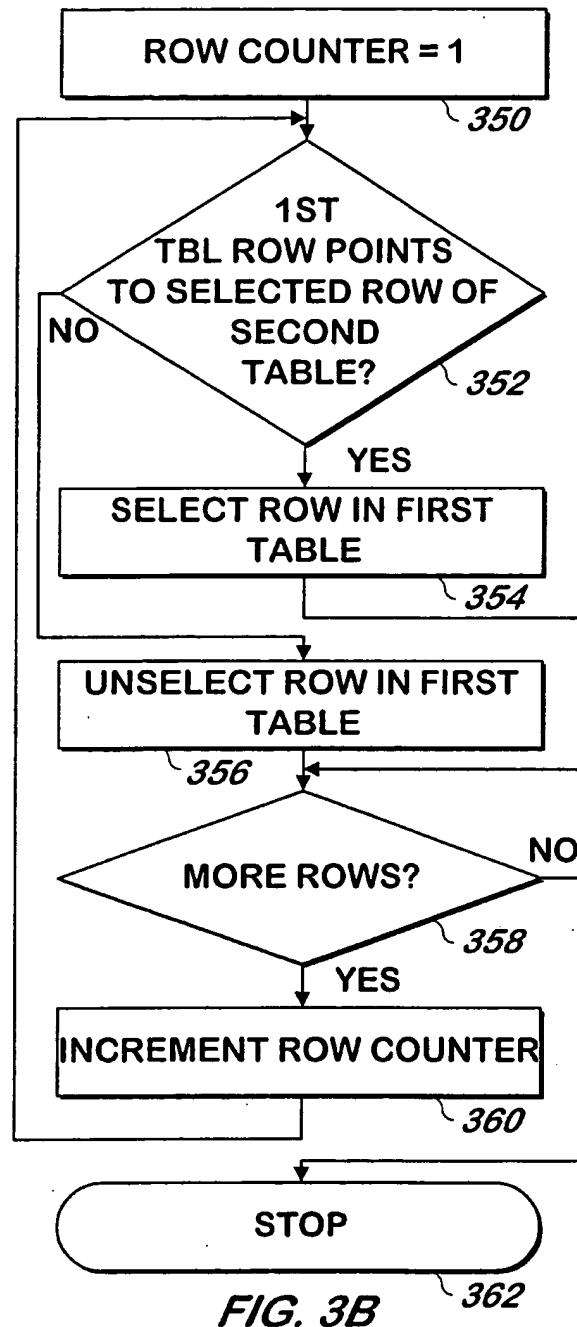 ROW COUNTER = 1
350
1ST
TBL ROW POINTS
TO SELECTED ROW OF
SECOND
TABLE?
NO
352
YES
SELECT ROW IN FIRST
TABLE
354
UNSELECT ROW IN FIRST
TABLE
356
MORE ROWS?
NO
358
YES
INCREMENT ROW COUNTER
360
STOP
362
FIG. 3B